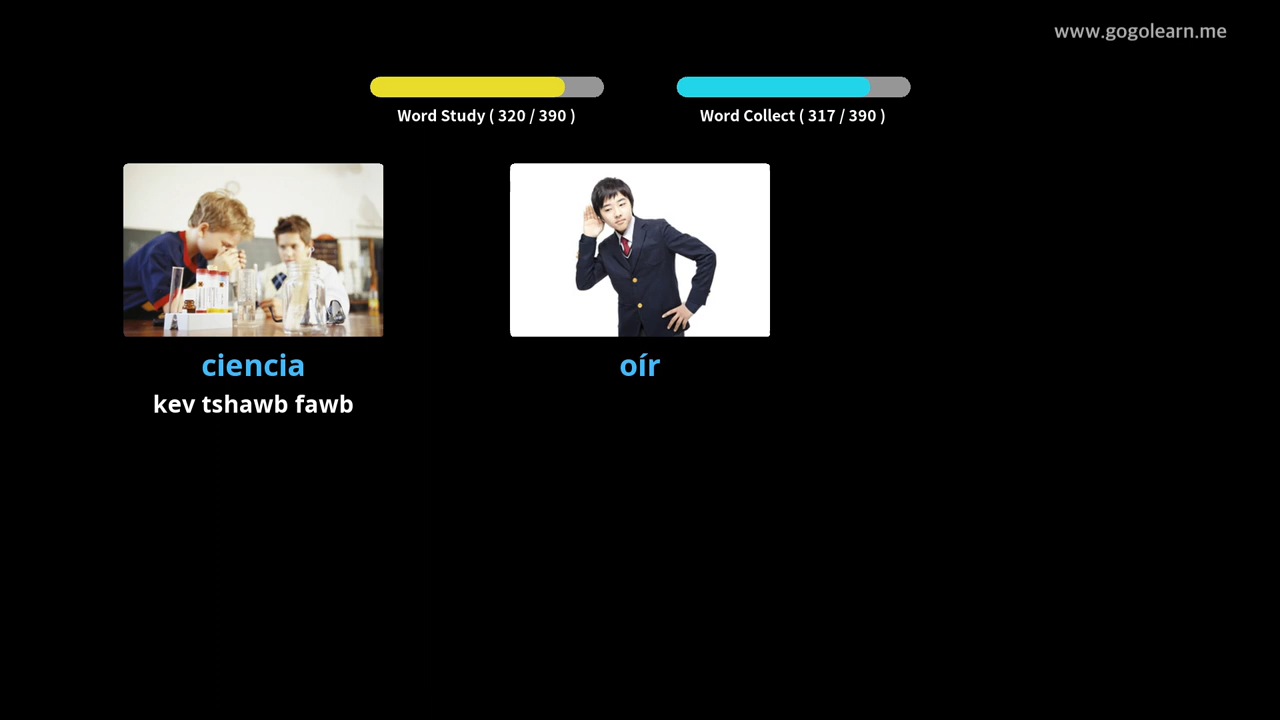 www.gogolearn.me
Word Study ( 320 / 390 )
Word Collect ( 317 / 390 )
ciencia
oír
kev tshawb fawb